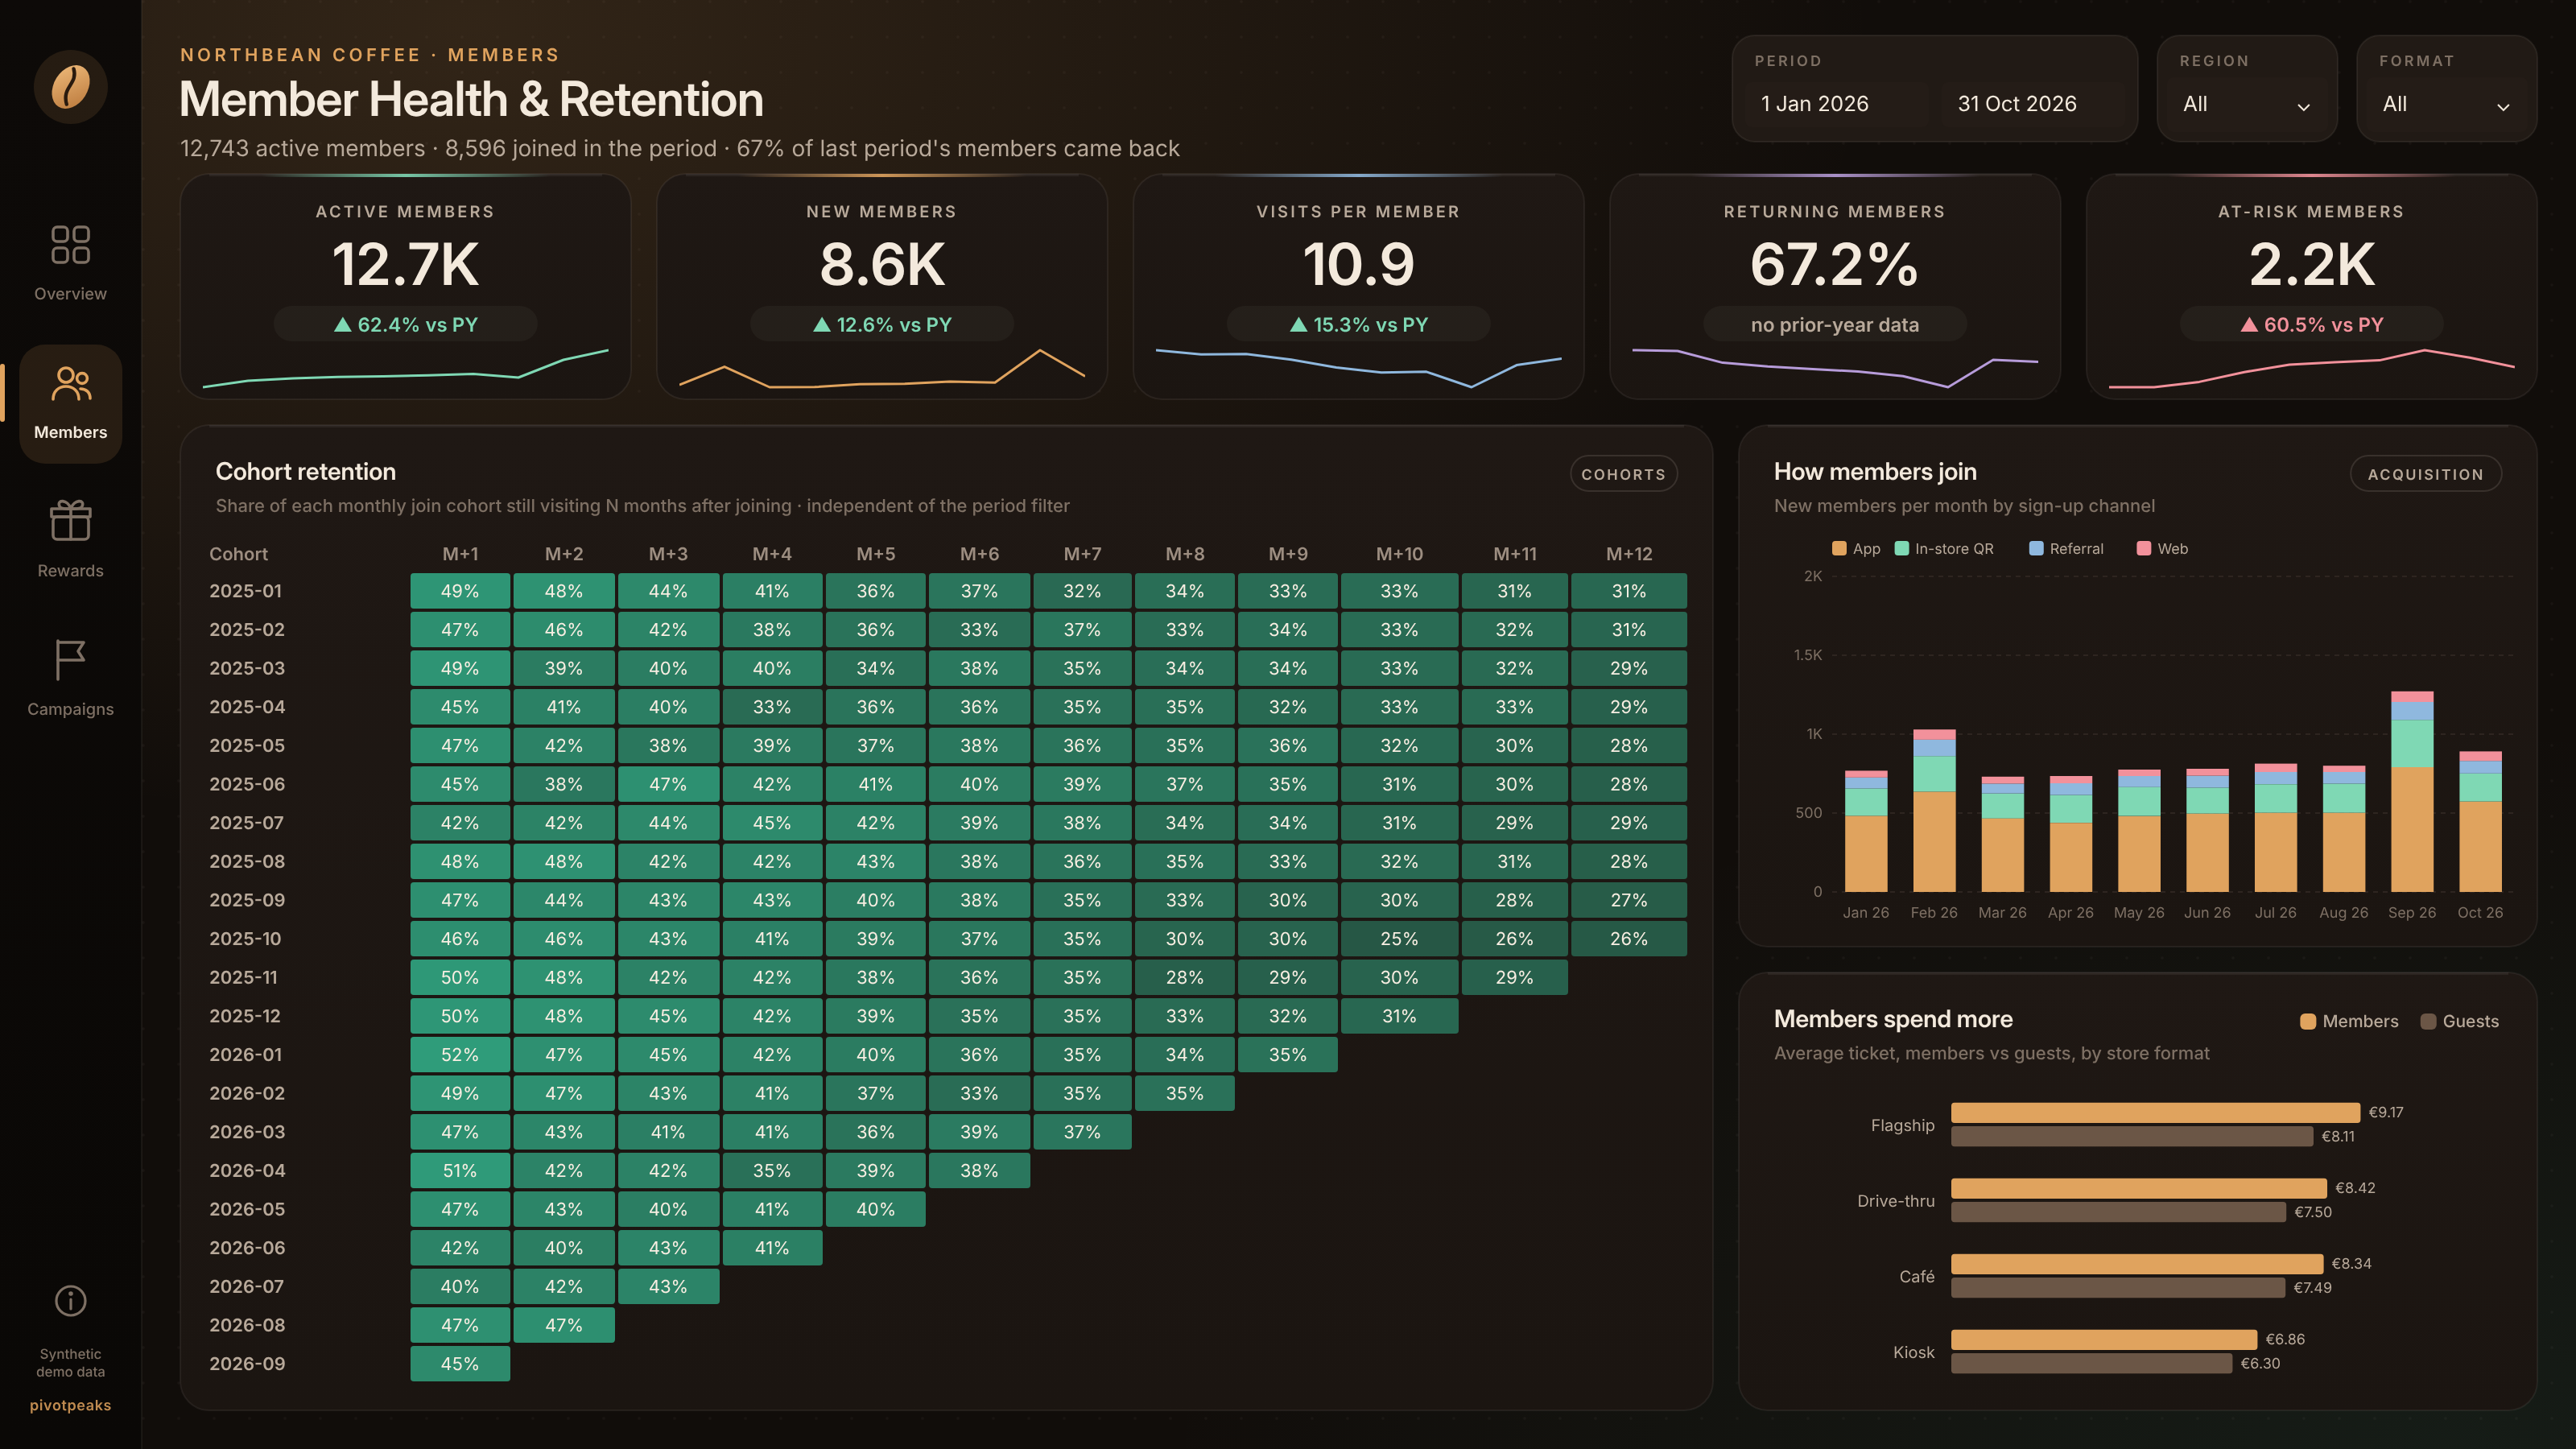 NORTHBEAN COFFEE · MEMBERS
Member Health & Retention
12,743 active members · 8,596 joined in the period · 67% of last period's members came back
PERIOD
1 Jan 2026 31 Oct 2026
REGION
All
FORMAT
All
Overview
Members
Rewards
Campaigns
Synthetic
demo data
pivotpeaks
ACTIVE MEMBERS
12.7K
▲ 62.4% vs PY
NEW MEMBERS
8.6K
▲ 12.6% vs PY
VISITS PER MEMBER
10.9
▲ 15.3% vs PY
RETURNING MEMBERS
67.2%
no prior-year data
AT-RISK MEMBERS
2.2K
▲ 60.5% vs PY
Cohort retention
COHORTS
Share of each monthly join cohort still visiting N months after joining · independent of the period filter
Cohort M+1 M+2 M+3 M+4 M+5 M+6 M+7 M+8 M+9 M+10 M+11 M+12
2025-01 49% 48% 44% 41% 36% 37% 32% 34% 33% 33% 31% 31%
2025-02 47% 46% 42% 38% 36% 33% 37% 33% 34% 33% 32% 31%
2025-03 49% 39% 40% 40% 34% 38% 35% 34% 34% 33% 32% 29%
2025-04 45% 41% 40% 33% 36% 36% 35% 35% 32% 33% 33% 29%
2025-05 47% 42% 38% 39% 37% 38% 36% 35% 36% 32% 30% 28%
2025-06 45% 38% 47% 42% 41% 40% 39% 37% 35% 31% 30% 28%
2025-07 42% 42% 44% 45% 42% 39% 38% 34% 34% 31% 29% 29%
2025-08 48% 48% 42% 42% 43% 38% 36% 35% 33% 32% 31% 28%
2025-09 47% 44% 43% 43% 40% 38% 35% 33% 30% 30% 28% 27%
2025-10 46% 46% 43% 41% 39% 37% 35% 30% 30% 25% 26% 26%
2025-11 50% 48% 42% 42% 38% 36% 35% 28% 29% 30% 29%
2025-12 50% 48% 45% 42% 39% 35% 35% 33% 32% 31%
2026-01 52% 47% 45% 42% 40% 36% 35% 34% 35%
2026-02 49% 47% 43% 41% 37% 33% 35% 35%
2026-03 47% 43% 41% 41% 36% 39% 37%
2026-04 51% 42% 42% 35% 39% 38%
2026-05 47% 43% 40% 41% 40%
2026-06 42% 40% 43% 41%
2026-07 40% 42% 43%
2026-08 47% 47%
2026-09 45%
How members join
ACQUISITION
New members per month by sign-up channel
App In-store QR Referral Web
2K
1.5K
1K
500
0
Jan 26 Feb 26 Mar 26 Apr 26 May 26 Jun 26 Jul 26 Aug 26 Sep 26 Oct 26
Members spend more
Members Guests
Average ticket, members vs guests, by store format
Flagship €9.17
€8.11
Drive-thru €8.42
€7.50
Café €8.34
€7.49
Kiosk €6.86
€6.30